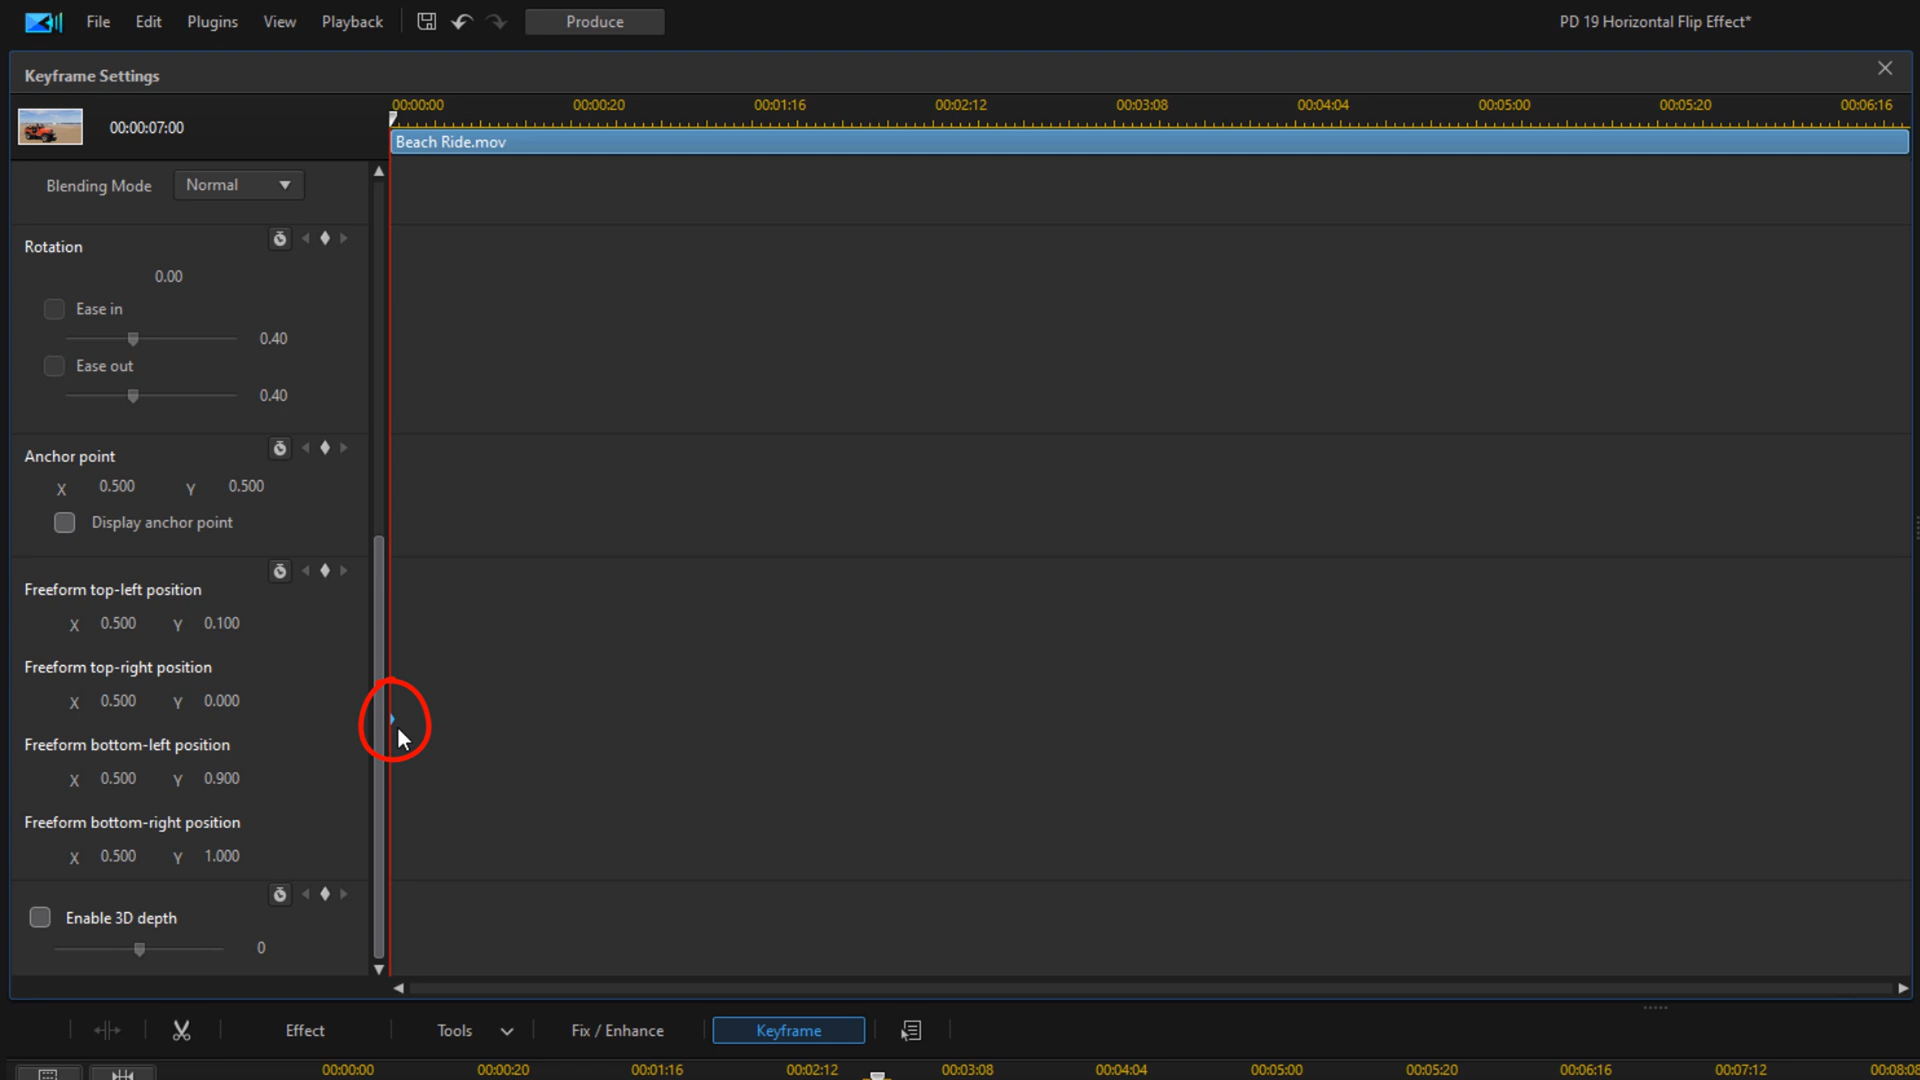 File Edit Plugins View Playback Produce PD 19 Horizontal Flip Effect*
Keyframe Settings
00:00:00 00:00:20 00:01:16 00:02:12 00:03:08 00:04:04 00:05:00 00:05:20 00:06:16
00:00:07:00
Beach Ride.mov
Blending Mode Normal
Rotation
0.00
Ease in
0.40
Ease out
0.40
Anchor point
X 0.500 Y 0.500
Display anchor point
Freeform top-left position
X 0.500 Y 0.100
Freeform top-right position
X 0.500 Y 0.000
Freeform bottom-left position
X 0.500 Y 0.900
Freeform bottom-right position
X 0.500 Y 1.000
Enable 3D depth
0
Effect Tools Fix / Enhance Keyframe
00:00:00 00:00:20 00:01:16 00:02:12 00:03:08 00:04:04 00:05:00 00:05:20 00:06:16 00:07:12 00:08:08